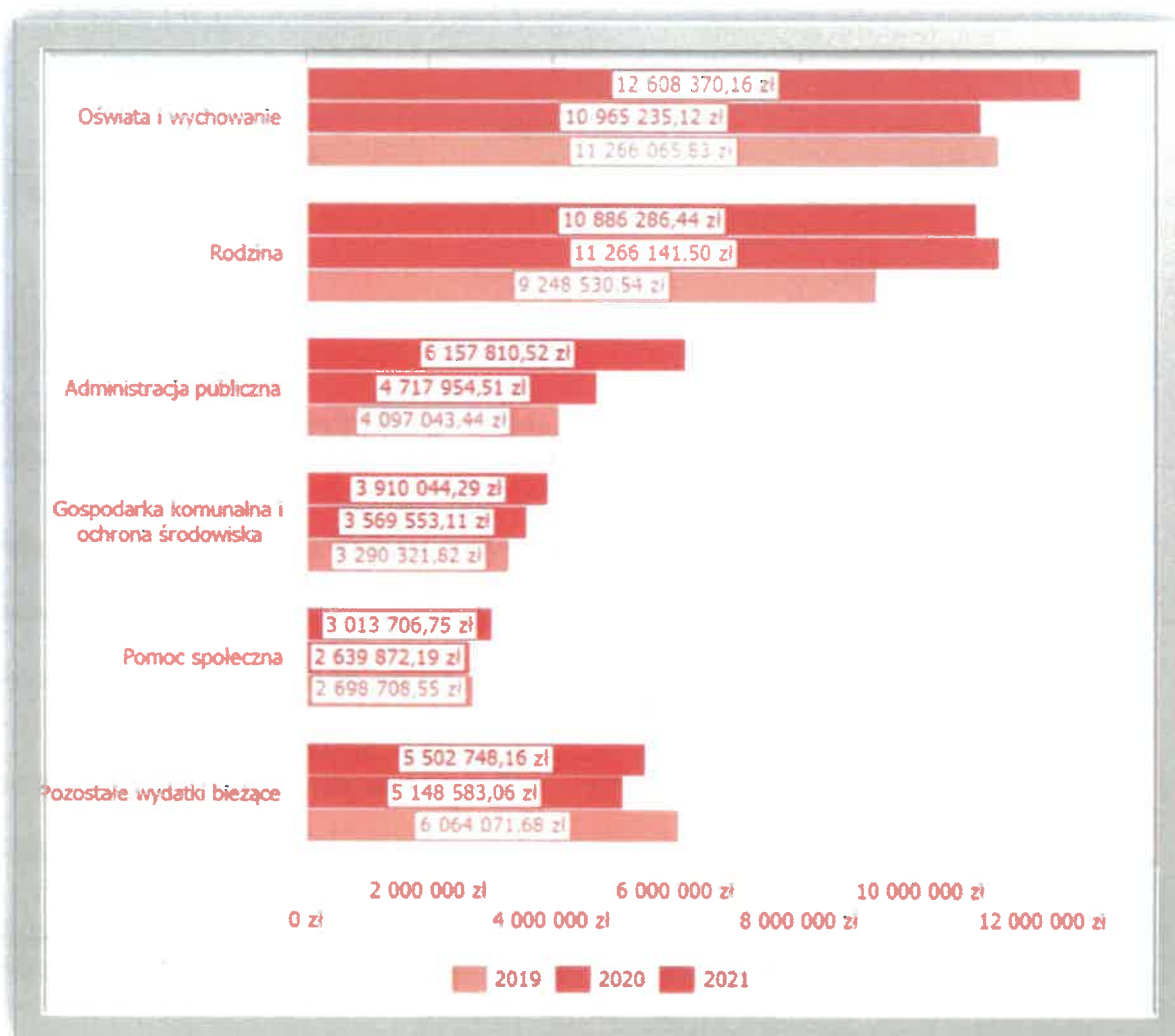 12 608 370,16 zł
Oświata i wychowanie
10 965 235,12 zł
11 266 065,83 zł
10 886 286,44 zł
Rodzina
11 266 141,50 zł
9 248 530,54 zł
6 157 810,52 zł
Administracja publiczna
4 717 954,51 zł
4 097 043,44 zł
3 910 044,29 zł
Gospodarka komunalna i
ochrona środowiska
3 569 553,11 zł
3 290 321,82 zł
3 013 706,75 zł
Pomoc społeczna
2 639 872,19 zł
2 698 708,55 zł
5 502 748,16 zł
Pozostałe wydatki bieżące
5 148 583,06 zł
6 064 071,68 zł
2 000 000 zł 6 000 000 zł 10 000 000 zł
0 zł 4 000 000 zł 8 000 000 zł 12 000 000 zł
2019 2020 2021